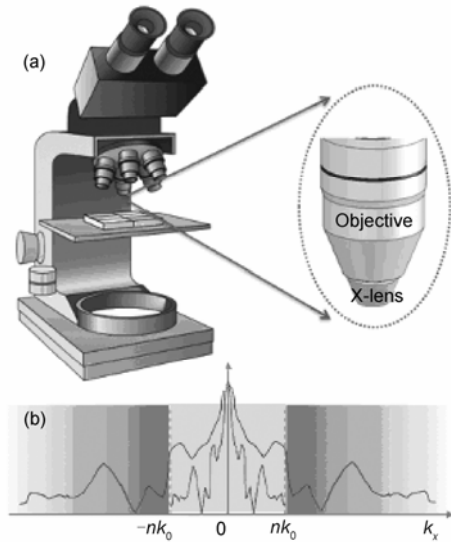 (a)
Objective
X-lens
(b)
−nk₀ 0 nk₀ kₓ